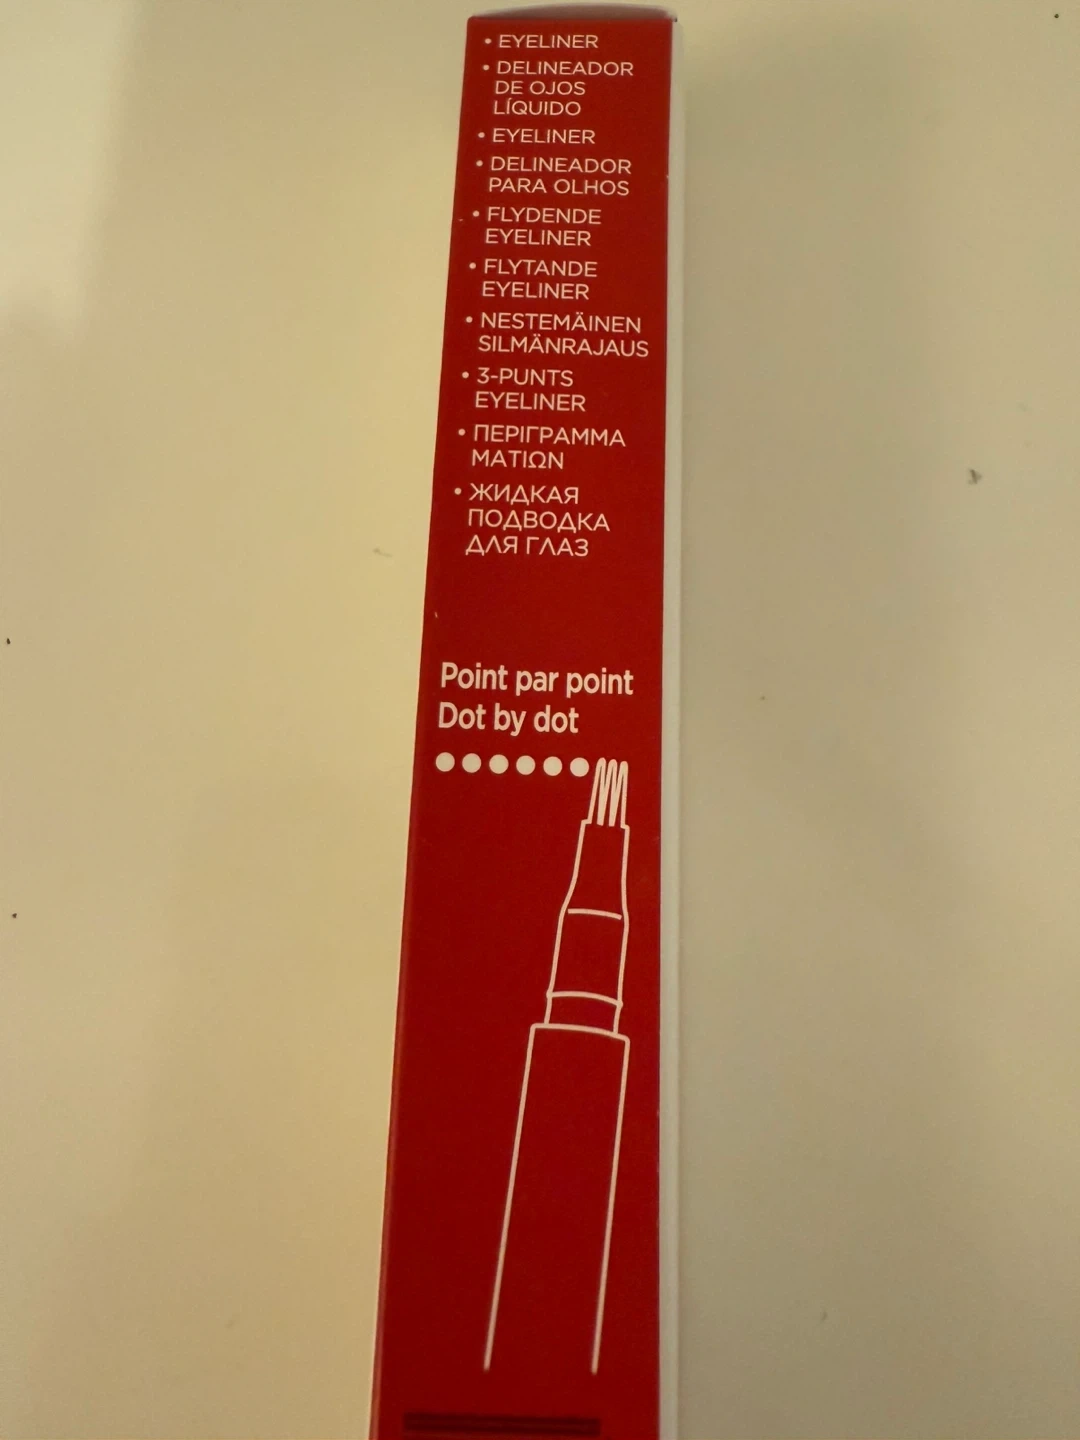 • EYELINER
• DELINEADOR
DE OJOS
LÍQUIDO
• EYELINER
• DELINEADOR
PARA OLHOS
• FLYDENDE
EYELINER
• FLYTANDE
EYELINER
• NESTEMÄINEN
SILMÄNRAJAUS
• 3-PUNTS
EYELINER
• ΠΕΡΙΓΡΑΜΜΑ
ΜΑΤΙΩΝ
• ЖИДКАЯ
ПОДВОДКА
ДЛЯ ГЛАЗ
Point par point
Dot by dot